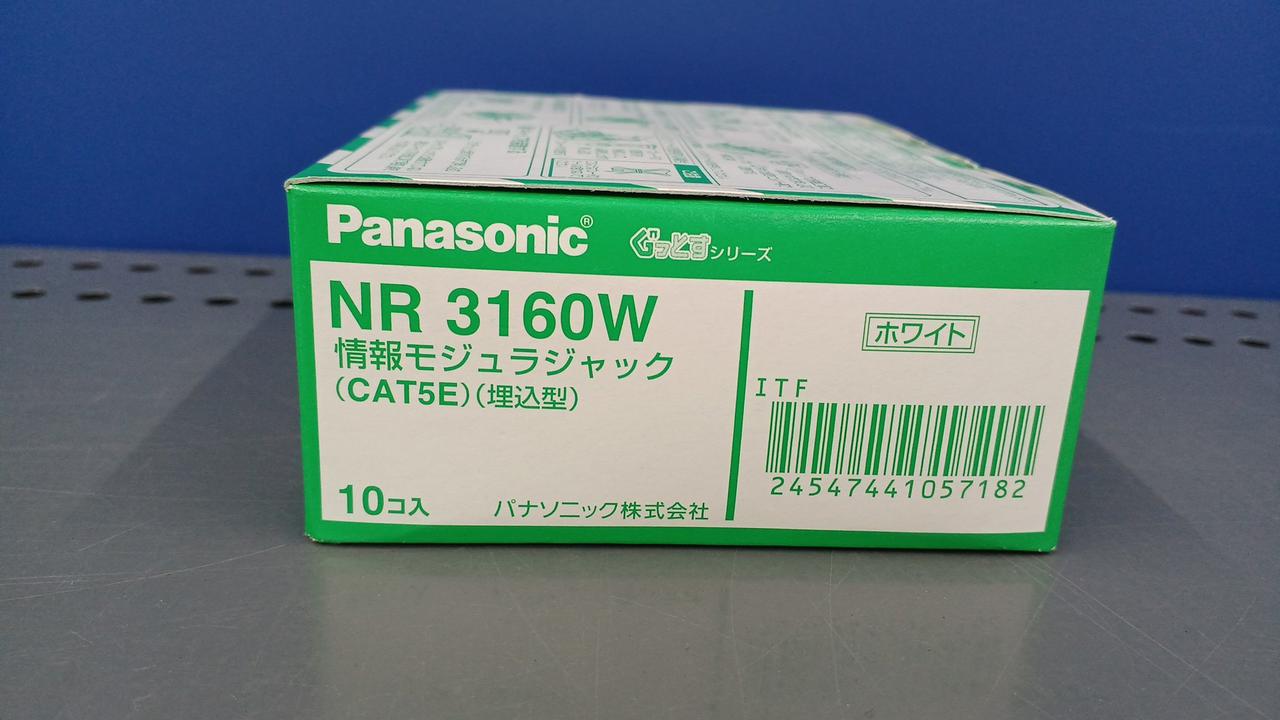 Panasonic®
ぐっとすシリーズ
NR 3160W
情報モジュラジャック
(CAT5E)(埋込型)
10コ入
パナソニック株式会社
ホワイト
ITF
24547441057182